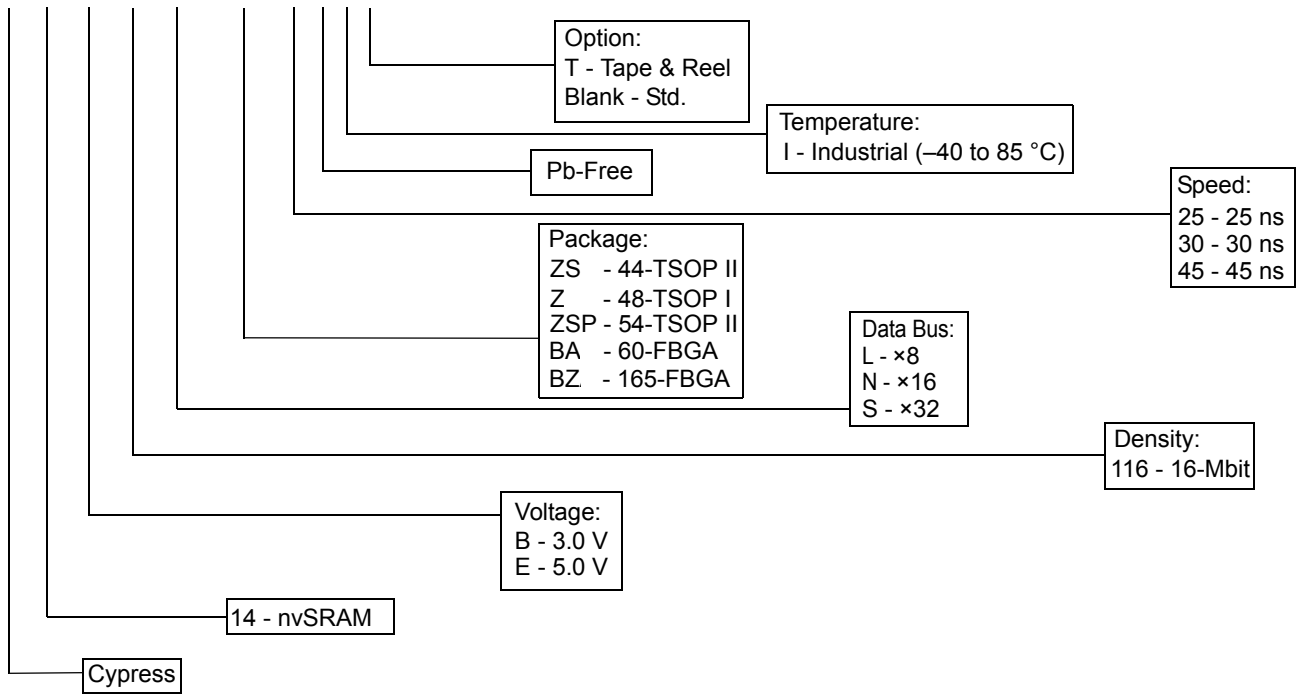 Option:
T - Tape & Reel
Blank - Std.
Temperature:
I - Industrial (–40 to 85 °C)
Pb-Free
Speed:
25 - 25 ns
30 - 30 ns
45 - 45 ns
Package:
ZS - 44-TSOP II
Z - 48-TSOP I
ZSP - 54-TSOP II
BA - 60-FBGA
BZ - 165-FBGA
Data Bus:
L - ×8
N - ×16
S - ×32
Density:
116 - 16-Mbit
Voltage:
B - 3.0 V
E - 5.0 V
14 - nvSRAM
Cypress